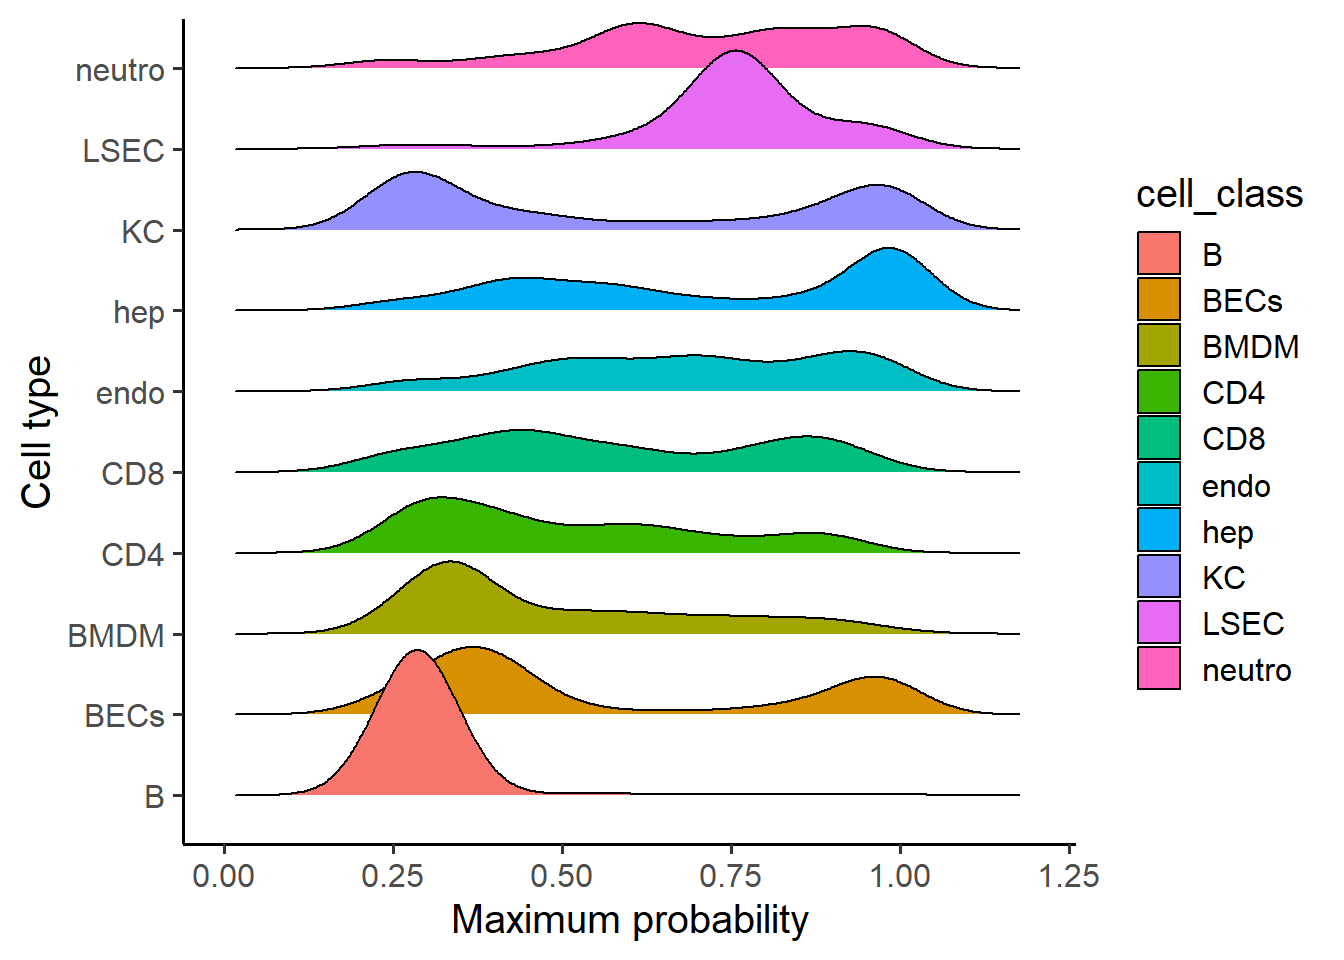 neutro
LSEC
KC
hep
endo
CD8
CD4
BMDM
BECs
B
Cell type
0.00 0.25 0.50 0.75 1.00 1.25
Maximum probability
cell_class
B
BECs
BMDM
CD4
CD8
endo
hep
KC
LSEC
neutro